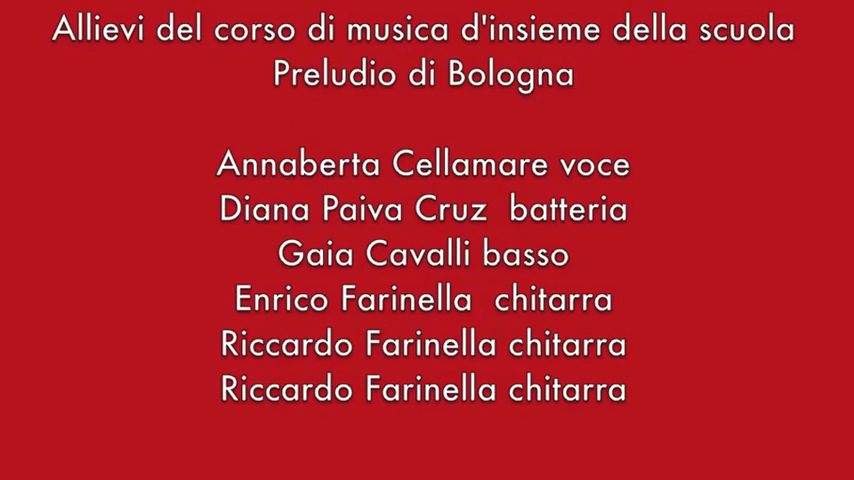 Allievi del corso di musica d'insieme della scuola
Preludio di Bologna
Annaberta Cellamare voce
Diana Paiva Cruz batteria
Gaia Cavalli basso
Enrico Farinella chitarra
Riccardo Farinella chitarra
Riccardo Farinella chitarra